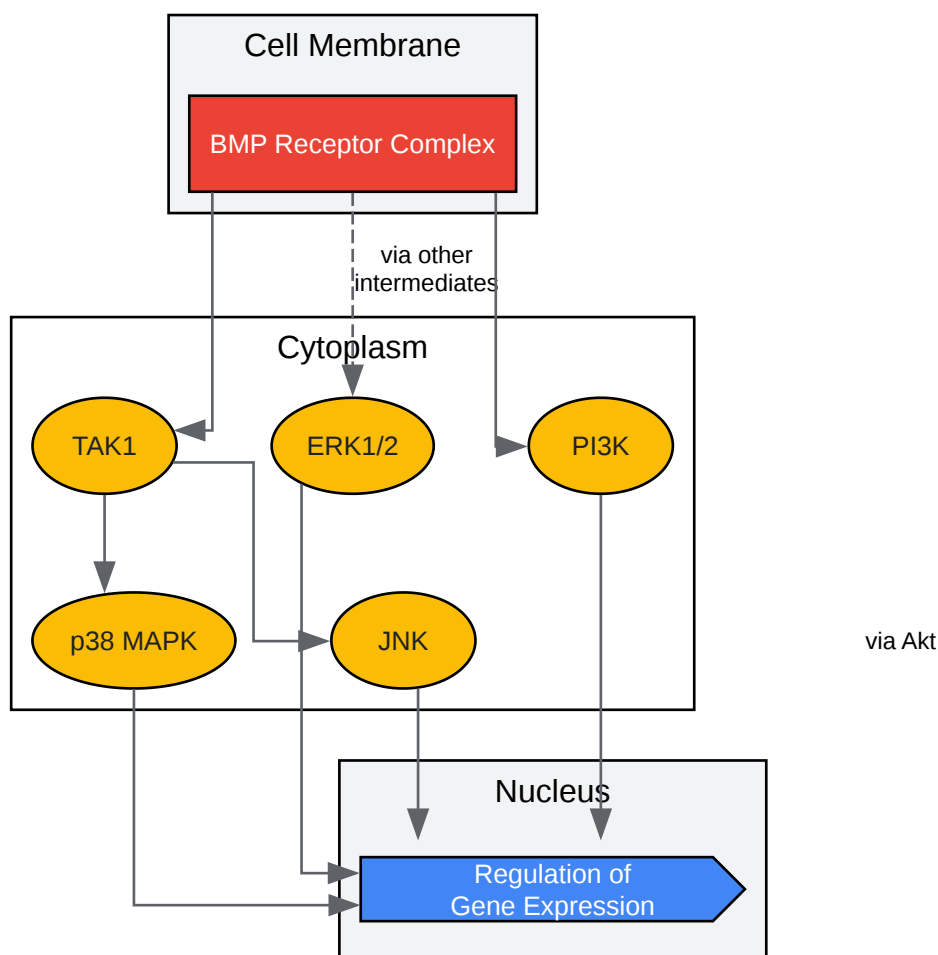 Cell Membrane
BMP Receptor Complex
via other
intermediates
Cytoplasm
TAK1
ERK1/2
PI3K
p38 MAPK
JNK
via Akt
Nucleus
Regulation of
Gene Expression